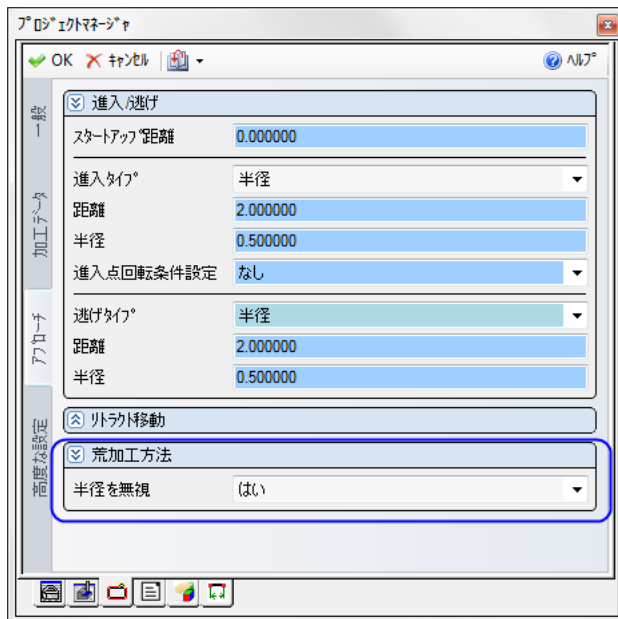 ﾌﾟﾛｼﾞｪｸﾄﾏﾈｰｼﾞｬ
OK ｷｬﾝｾﾙ ﾍﾙﾌﾟ
一般
加工ﾃﾞｰﾀ
ｱﾌﾟﾛｰﾁ
高度な設定
進入/逃げ
ｽﾀｰﾄｱｯﾌﾟ距離 0.000000
進入ﾀｲﾌﾟ 半径
距離 2.000000
半径 0.500000
進入点回転条件設定 なし
逃げﾀｲﾌﾟ 半径
距離 2.000000
半径 0.500000
ﾘﾄﾗｸﾄ移動
荒加工方法
半径を無視 はい